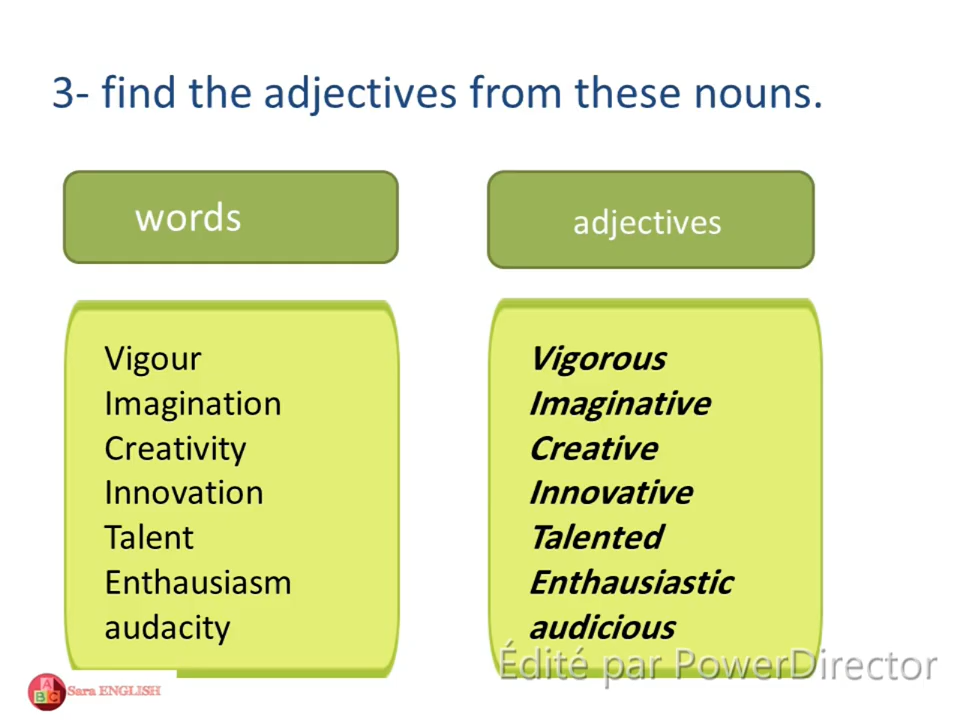 3- find the adjectives from these nouns.
words
adjectives
Vigour
Imagination
Creativity
Innovation
Talent
Enthausiasm
audacity
Vigorous
Imaginative
Creative
Innovative
Talented
Enthausiastic
audicious
Édité par PowerDirector
A
B C
Sara ENGLISH